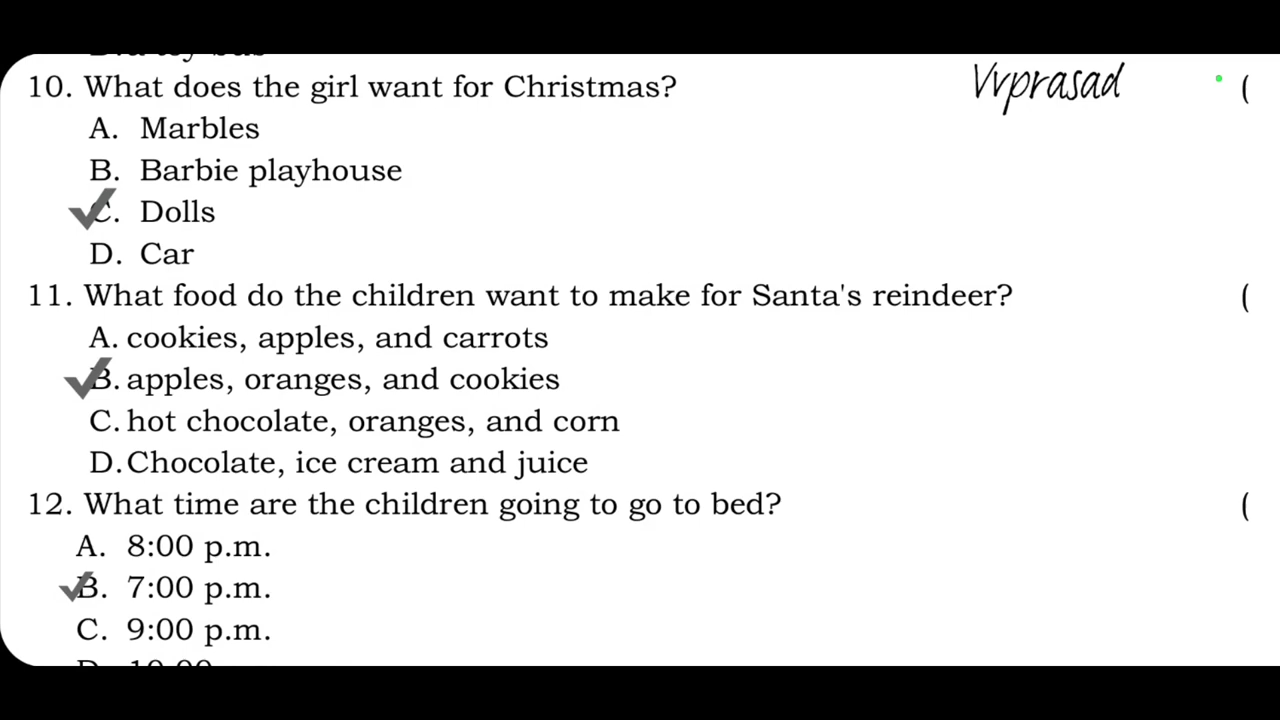 10. What does the girl want for Christmas? Vvprasad (
A. Marbles
B. Barbie playhouse
C. Dolls
D. Car
11. What food do the children want to make for Santa's reindeer? (
A. cookies, apples, and carrots
B. apples, oranges, and cookies
C. hot chocolate, oranges, and corn
D. Chocolate, ice cream and juice
12. What time are the children going to go to bed? (
A. 8:00 p.m.
B. 7:00 p.m.
C. 9:00 p.m.